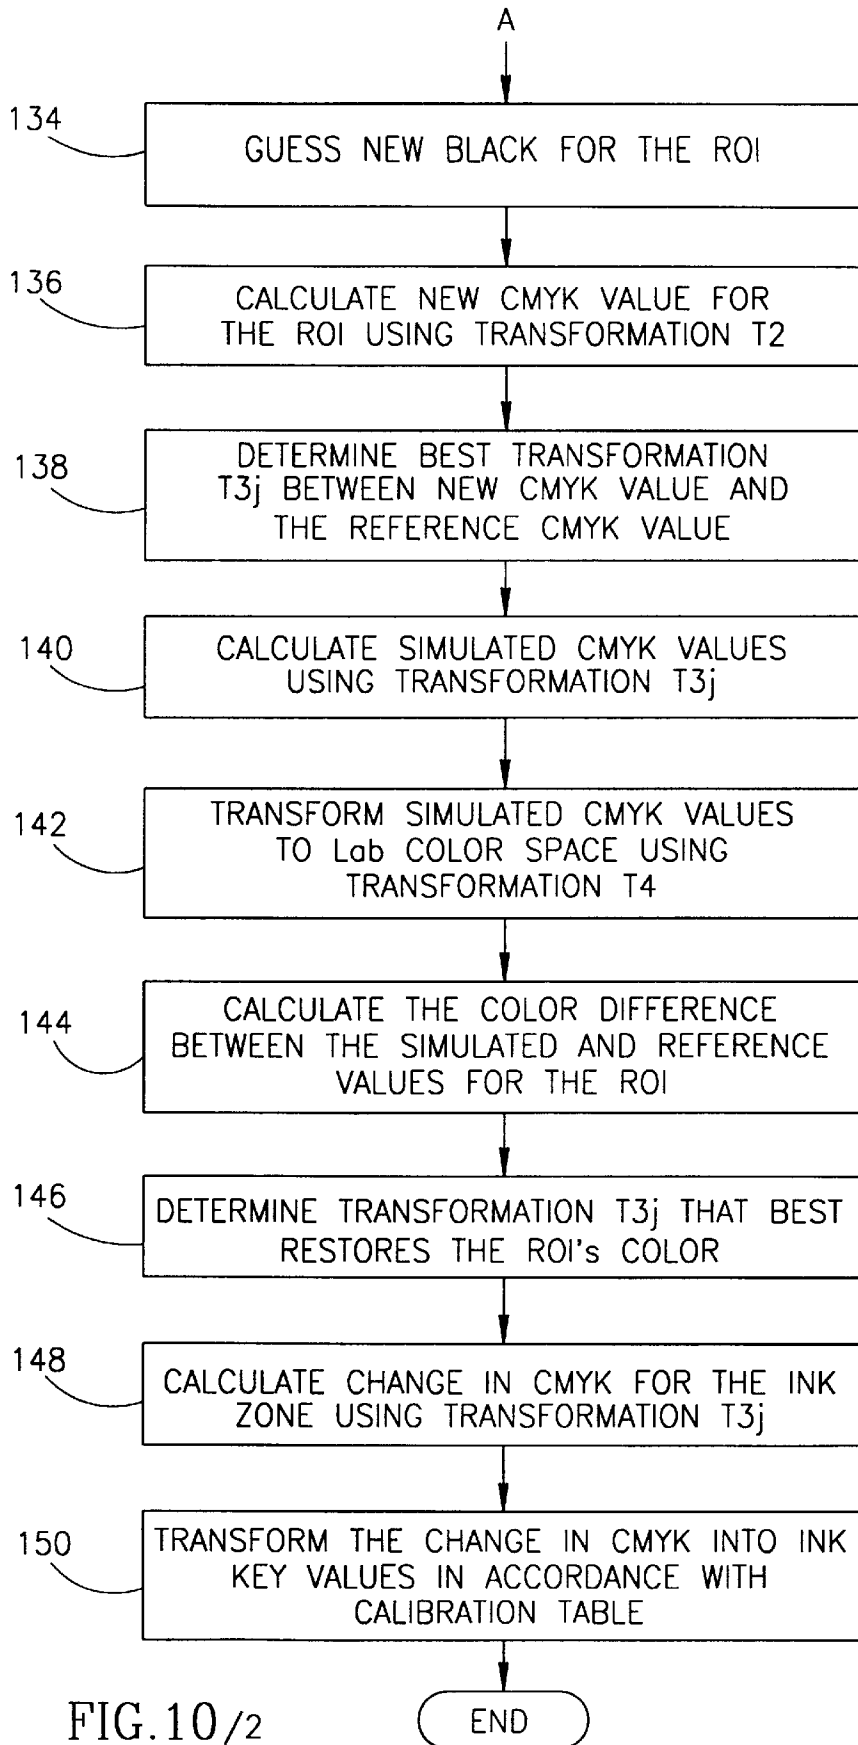 A
134
GUESS NEW BLACK FOR THE ROI
136
CALCULATE NEW CMYK VALUE FOR
THE ROI USING TRANSFORMATION T2
138
DETERMINE BEST TRANSFORMATION
T3j BETWEEN NEW CMYK VALUE AND
THE REFERENCE CMYK VALUE
140
CALCULATE SIMULATED CMYK VALUES
USING TRANSFORMATION T3j
142
TRANSFORM SIMULATED CMYK VALUES
TO Lab COLOR SPACE USING
TRANSFORMATION T4
144
CALCULATE THE COLOR DIFFERENCE
BETWEEN THE SIMULATED AND REFERENCE
VALUES FOR THE ROI
146
DETERMINE TRANSFORMATION T3j THAT BEST
RESTORES THE ROI's COLOR
148
CALCULATE CHANGE IN CMYK FOR THE INK
ZONE USING TRANSFORMATION T3j
150
TRANSFORM THE CHANGE IN CMYK INTO INK
KEY VALUES IN ACCORDANCE WITH
CALIBRATION TABLE
FIG.10/2
END